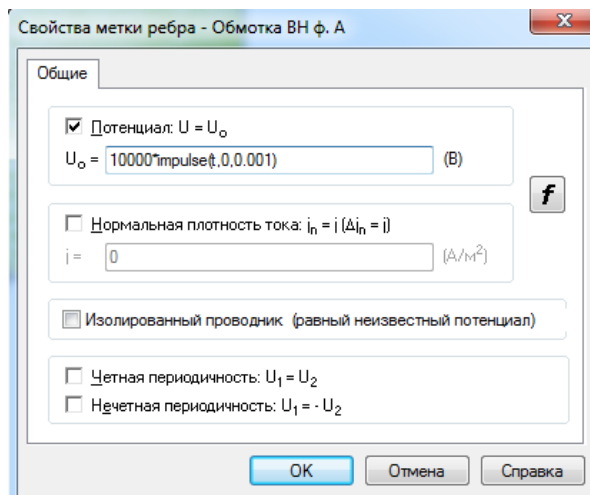 Свойства метки ребра - Обмотка ВН ф. А
x
Общие
Потенциал: U = Uₒ
Uₒ = 10000*impulse(t,0,0.001) (В)
f
Нормальная плотность тока: jₙ = j (Δjₙ = j)
j = 0 (А/м²)
Изолированный проводник (равный неизвестный потенциал)
Четная периодичность: U₁ = U₂
Нечетная периодичность: U₁ = - U₂
OK Отмена Справка